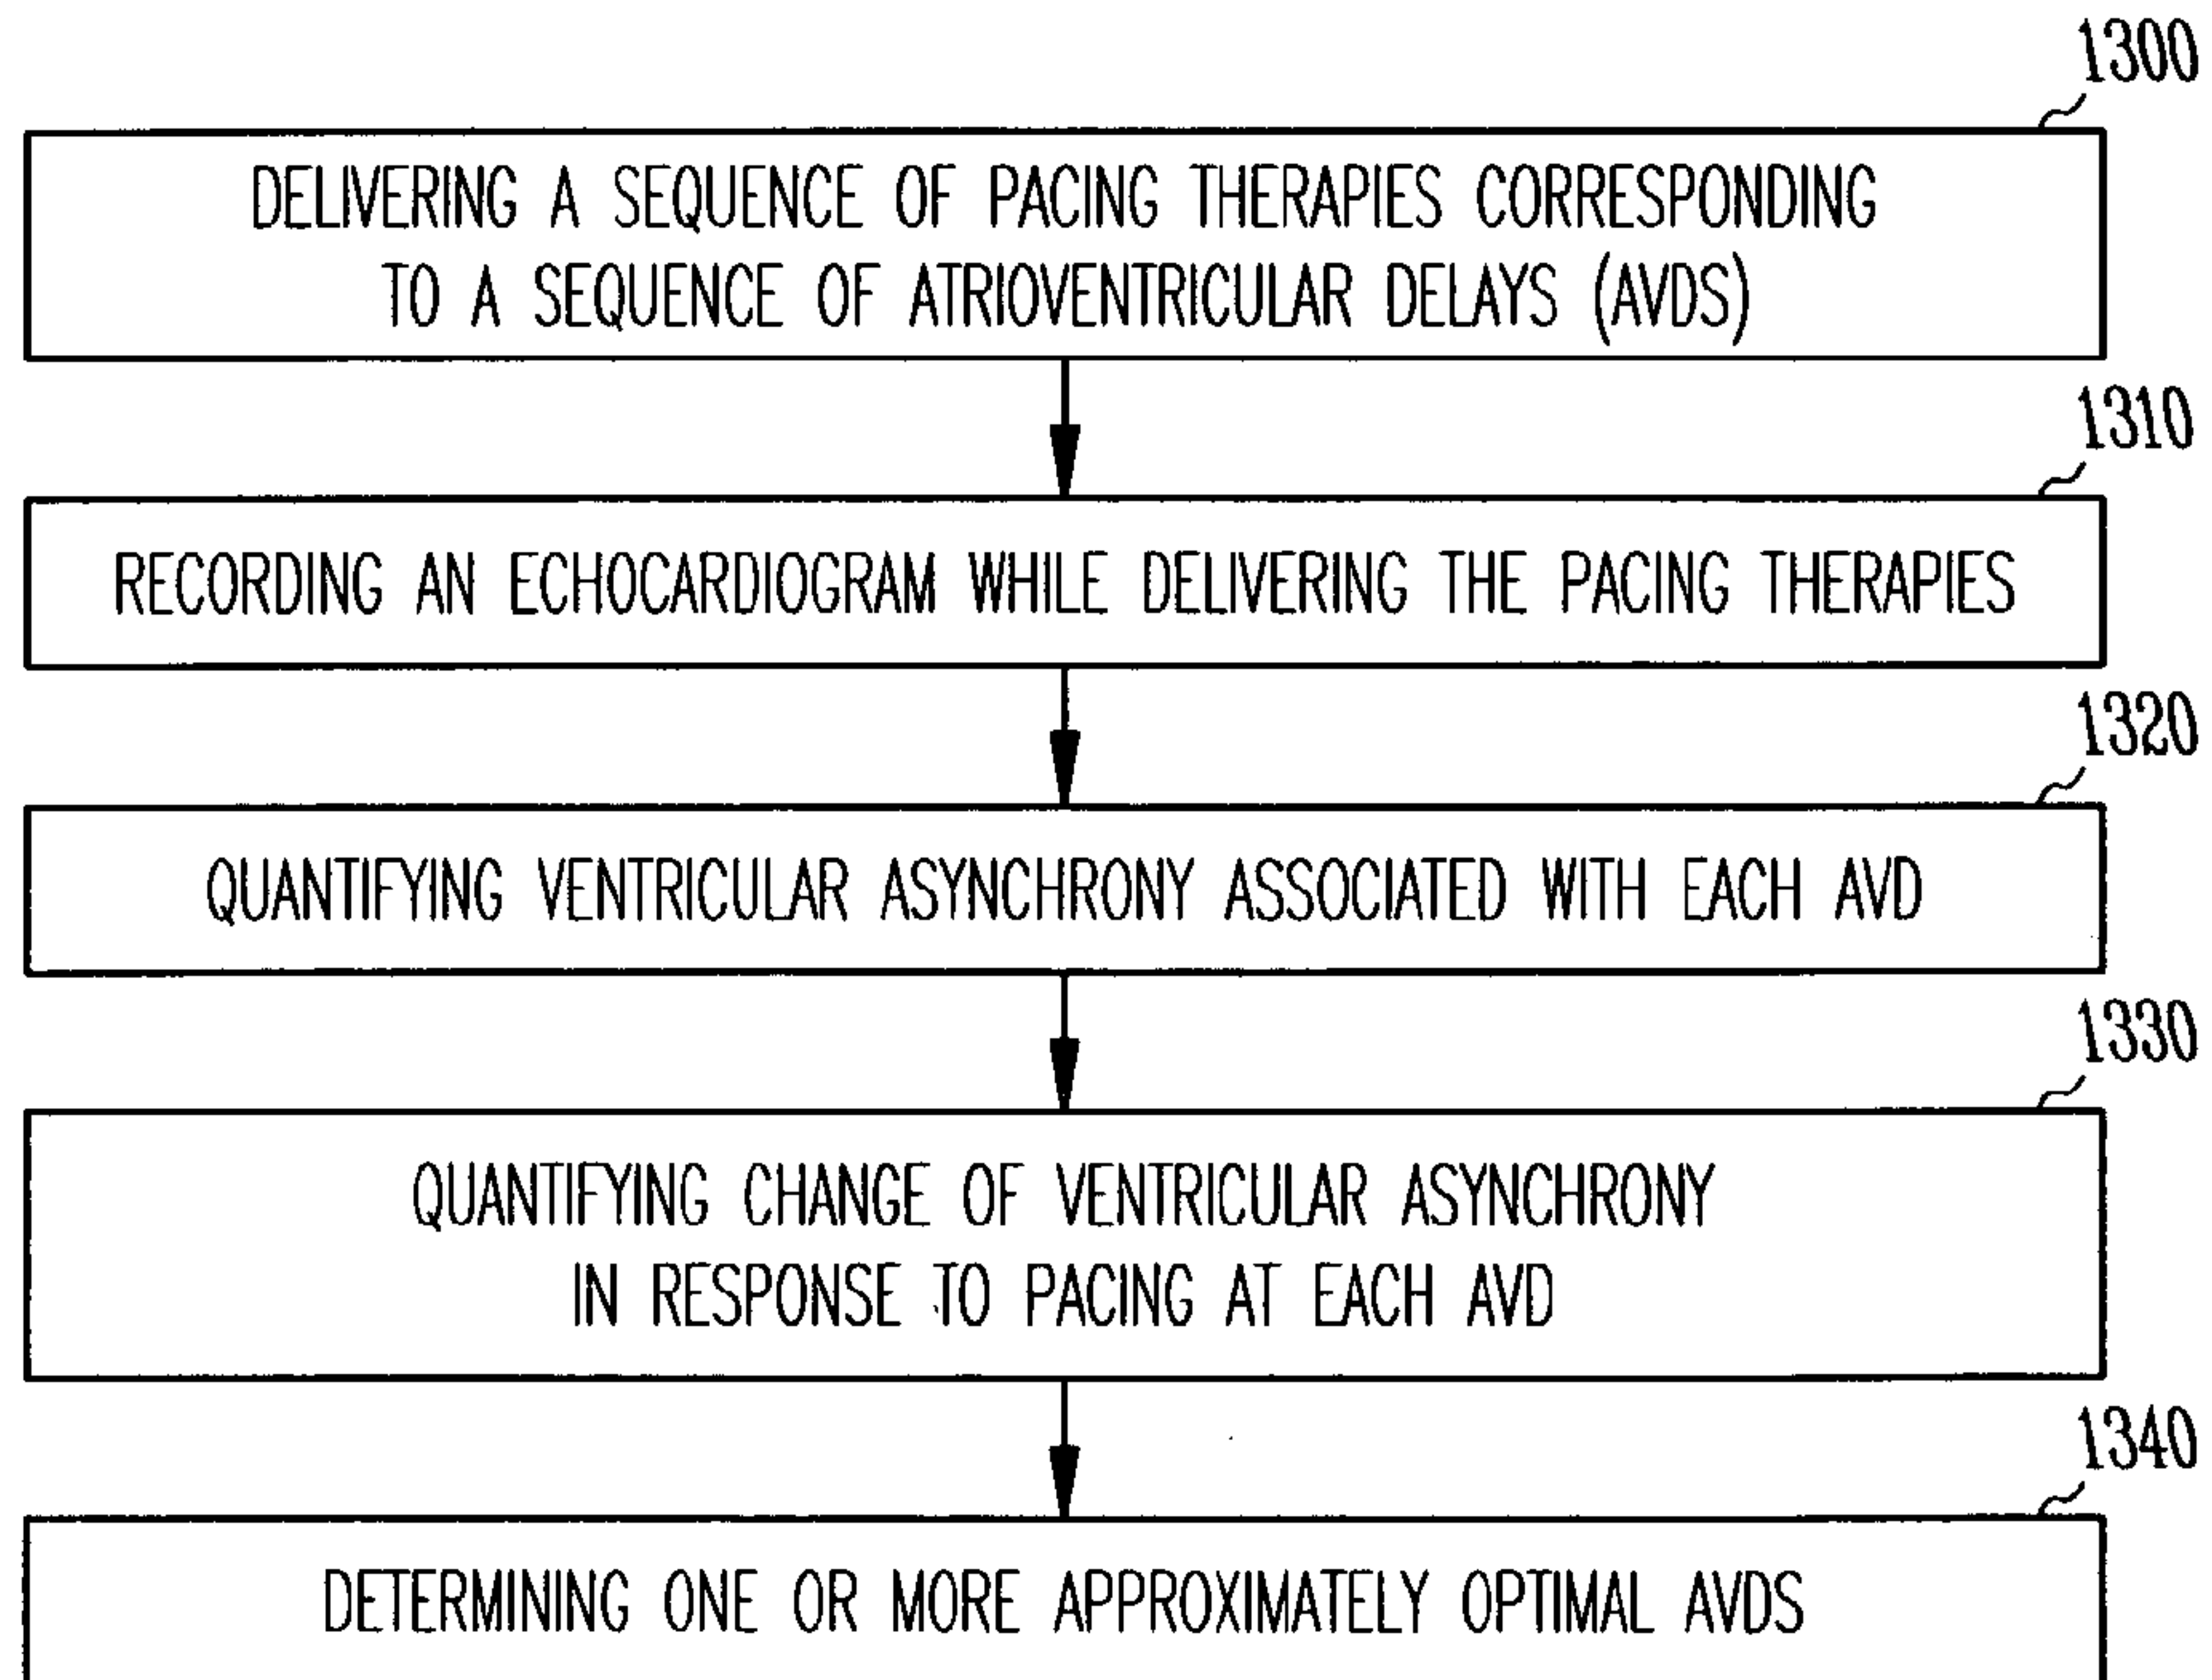 1300
DELIVERING A SEQUENCE OF PACING THERAPIES CORRESPONDING
TO A SEQUENCE OF ATRIOVENTRICULAR DELAYS (AVDS)
1310
RECORDING AN ECHOCARDIOGRAM WHILE DELIVERING THE PACING THERAPIES
1320
QUANTIFYING VENTRICULAR ASYNCHRONY ASSOCIATED WITH EACH AVD
1330
QUANTIFYING CHANGE OF VENTRICULAR ASYNCHRONY
IN RESPONSE TO PACING AT EACH AVD
1340
DETERMINING ONE OR MORE APPROXIMATELY OPTIMAL AVDS